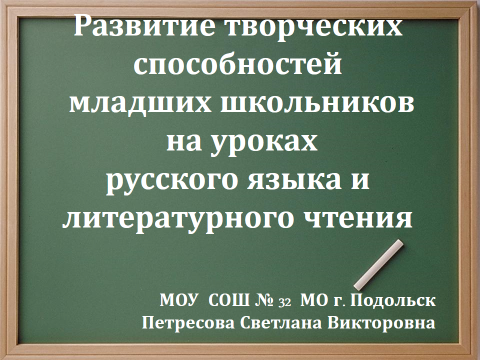 Развитие творческих
способностей
младших школьников
на уроках
русского языка и
литературного чтения
МОУ СОШ № 32 МО г. Подольск
Петресова Светлана Викторовна